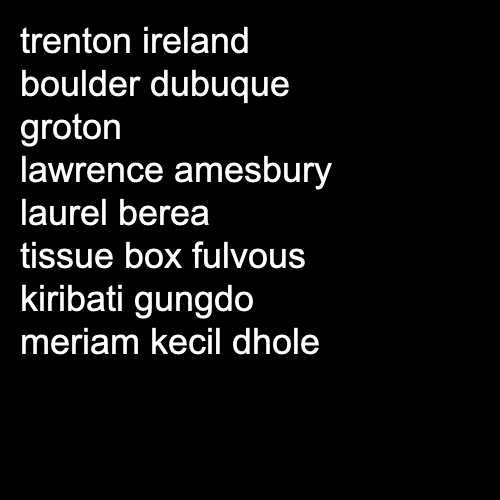 trenton ireland
boulder dubuque
groton
lawrence amesbury
laurel berea
tissue box fulvous
kiribati gungdo
meriam kecil dhole